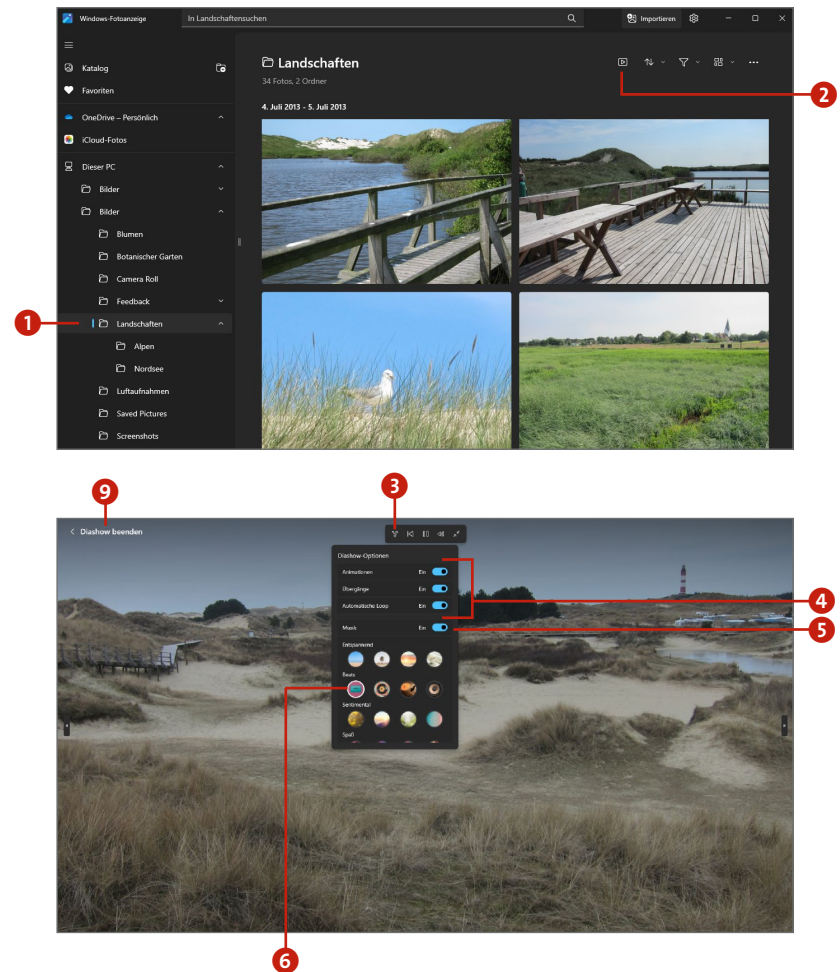 Windows-Fotoanzeige
In Landschaftensuchen
Importieren
Katalog
Favoriten
OneDrive – Persönlich
iCloud-Fotos
Dieser PC
Bilder
Bilder
Blumen
Botanischer Garten
Camera Roll
Feedback
Landschaften
Alpen
Nordsee
Luftaufnahmen
Saved Pictures
Screenshots
Landschaften
34 Fotos, 2 Ordner
4. Juli 2013 - 5. Juli 2013
2
1
9
3
Diashow beenden
Diashow-Optionen
Animationen Ein
Übergänge Ein
Automatische Loop Ein
Musik Ein
Entspannend
Beats
Sentimental
Spaß
4
5
6